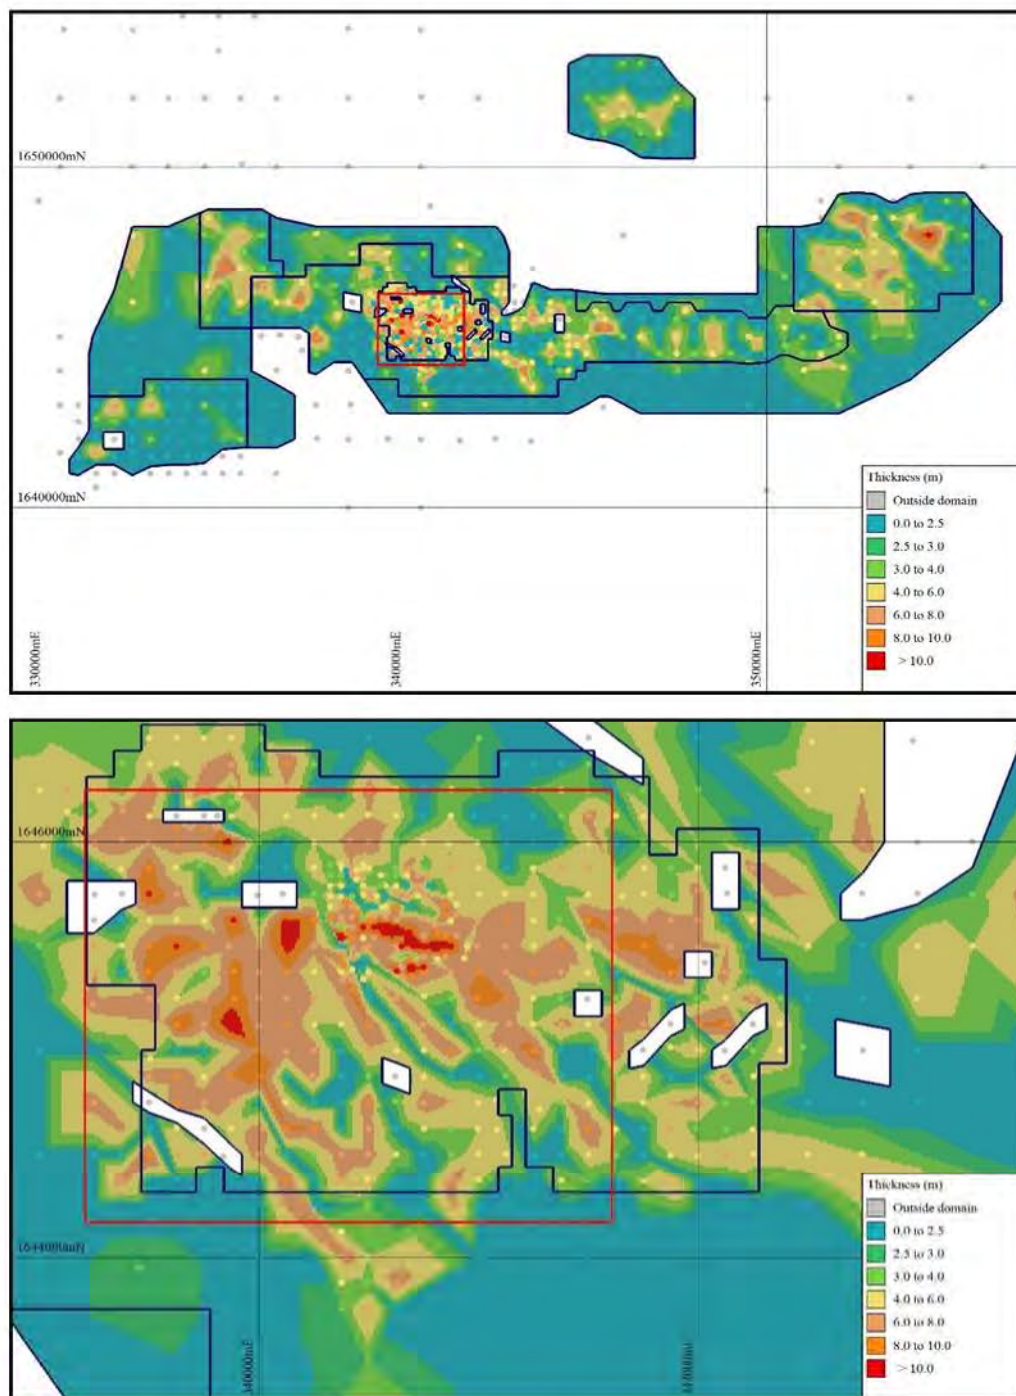 1650000mN
1640000mN
330000mE
340000mE
350000mE
Thickness (m)
Outside domain
0.0 to 2.5
2.5 to 3.0
3.0 to 4.0
4.0 to 6.0
6.0 to 8.0
8.0 to 10.0
> 10.0
1646000mN
1644000mN
340000mE
342000mE
Thickness (m)
Outside domain
0.0 to 2.5
2.5 to 3.0
3.0 to 4.0
4.0 to 6.0
6.0 to 8.0
8.0 to 10.0
> 10.0